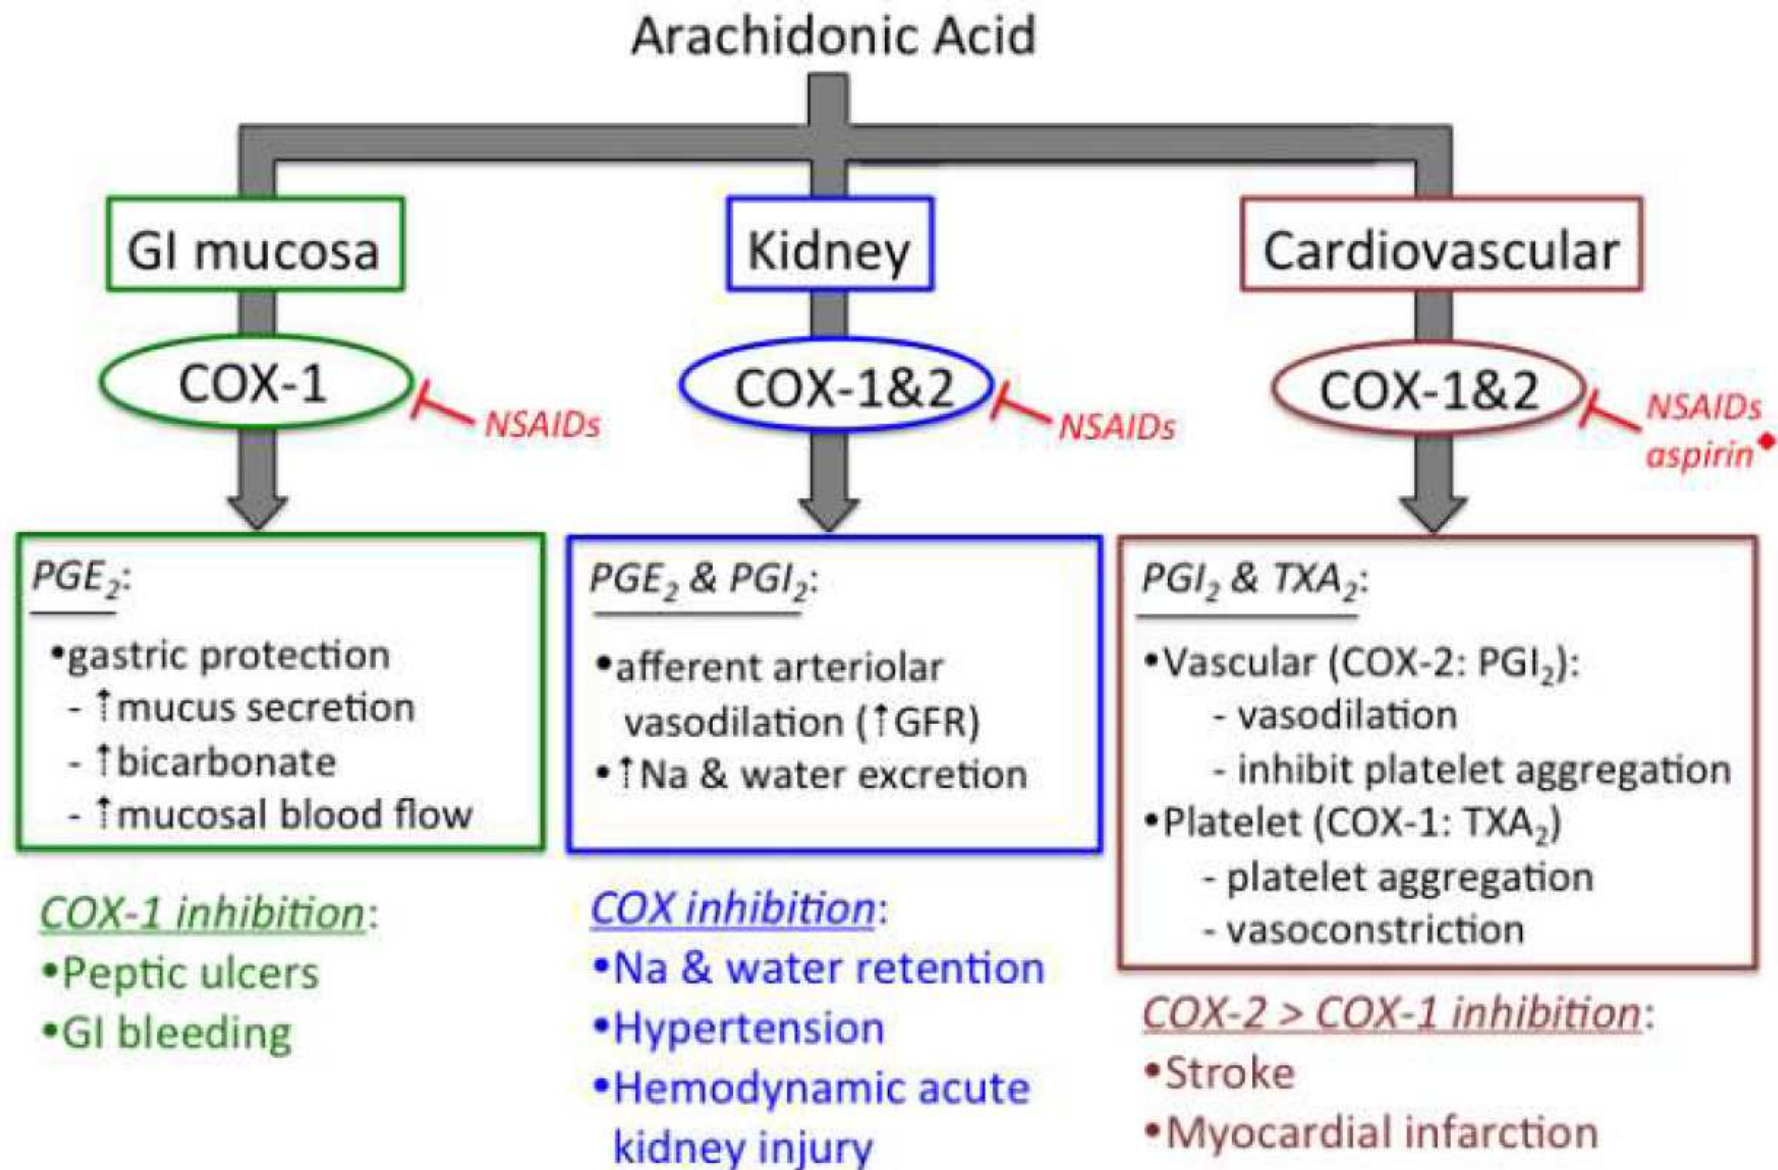 Arachidonic Acid
GI mucosa
COX-1
NSAIDs
PGE₂:
•gastric protection
- ↑mucus secretion
- ↑bicarbonate
- ↑mucosal blood flow
COX-1 inhibition:
•Peptic ulcers
•GI bleeding
Kidney
COX-1&2
NSAIDs
PGE₂ & PGI₂:
•afferent arteriolar
vasodilation (↑GFR)
•↑Na & water excretion
COX inhibition:
•Na & water retention
•Hypertension
•Hemodynamic acute
kidney injury
Cardiovascular
COX-1&2
NSAIDs
aspirin◆
PGI₂ & TXA₂:
•Vascular (COX-2: PGI₂):
- vasodilation
- inhibit platelet aggregation
•Platelet (COX-1: TXA₂)
- platelet aggregation
- vasoconstriction
COX-2 > COX-1 inhibition:
•Stroke
•Myocardial infarction